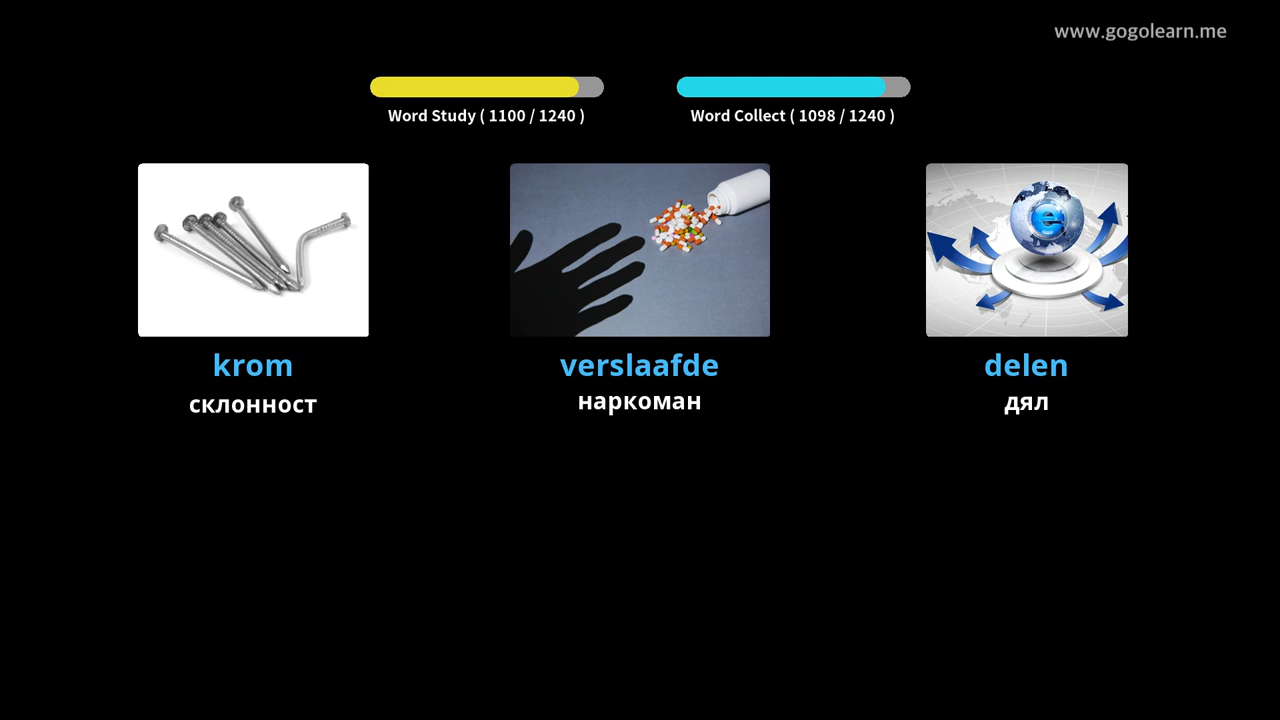 www.gogolearn.me
Word Study ( 1100 / 1240 )
Word Collect ( 1098 / 1240 )
krom
verslaafde
delen
склонност
наркоман
дял